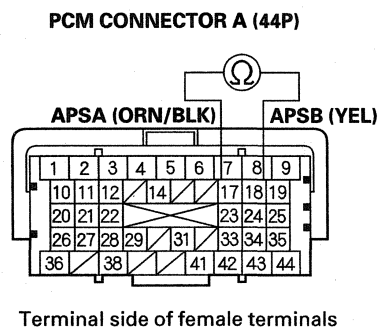 PCM CONNECTOR A (44P)
Ω
APSA (ORN/BLK) APSB (YEL)
1 2 3 4 5 6 7 8 9
10 11 12 14 17 18 19
20 21 22 23 24 25
26 27 28 29 31 33 34 35
36 38 41 42 43 44
Terminal side of female terminals